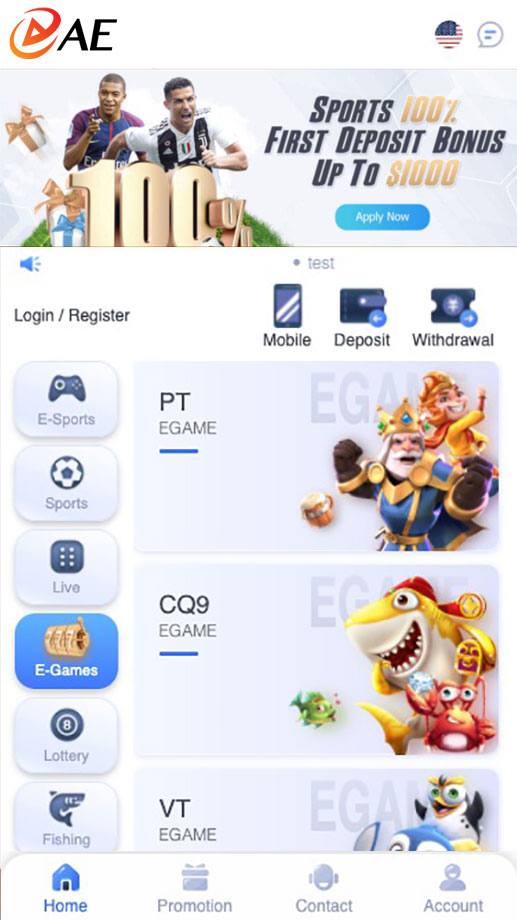 AE
SPORTS 100%
FIRST DEPOSIT BONUS
UP TO $1000
100%
Apply Now
• test
Login / Register
Mobile
Deposit
Withdrawal
E-Sports
Sports
Live
E-Games
8
Lottery
Fishing
PT
EGAME
EGAME
CQ9
EGAME
EGAME
VT
EGAME
EGAME
Home
Promotion
Contact
Account